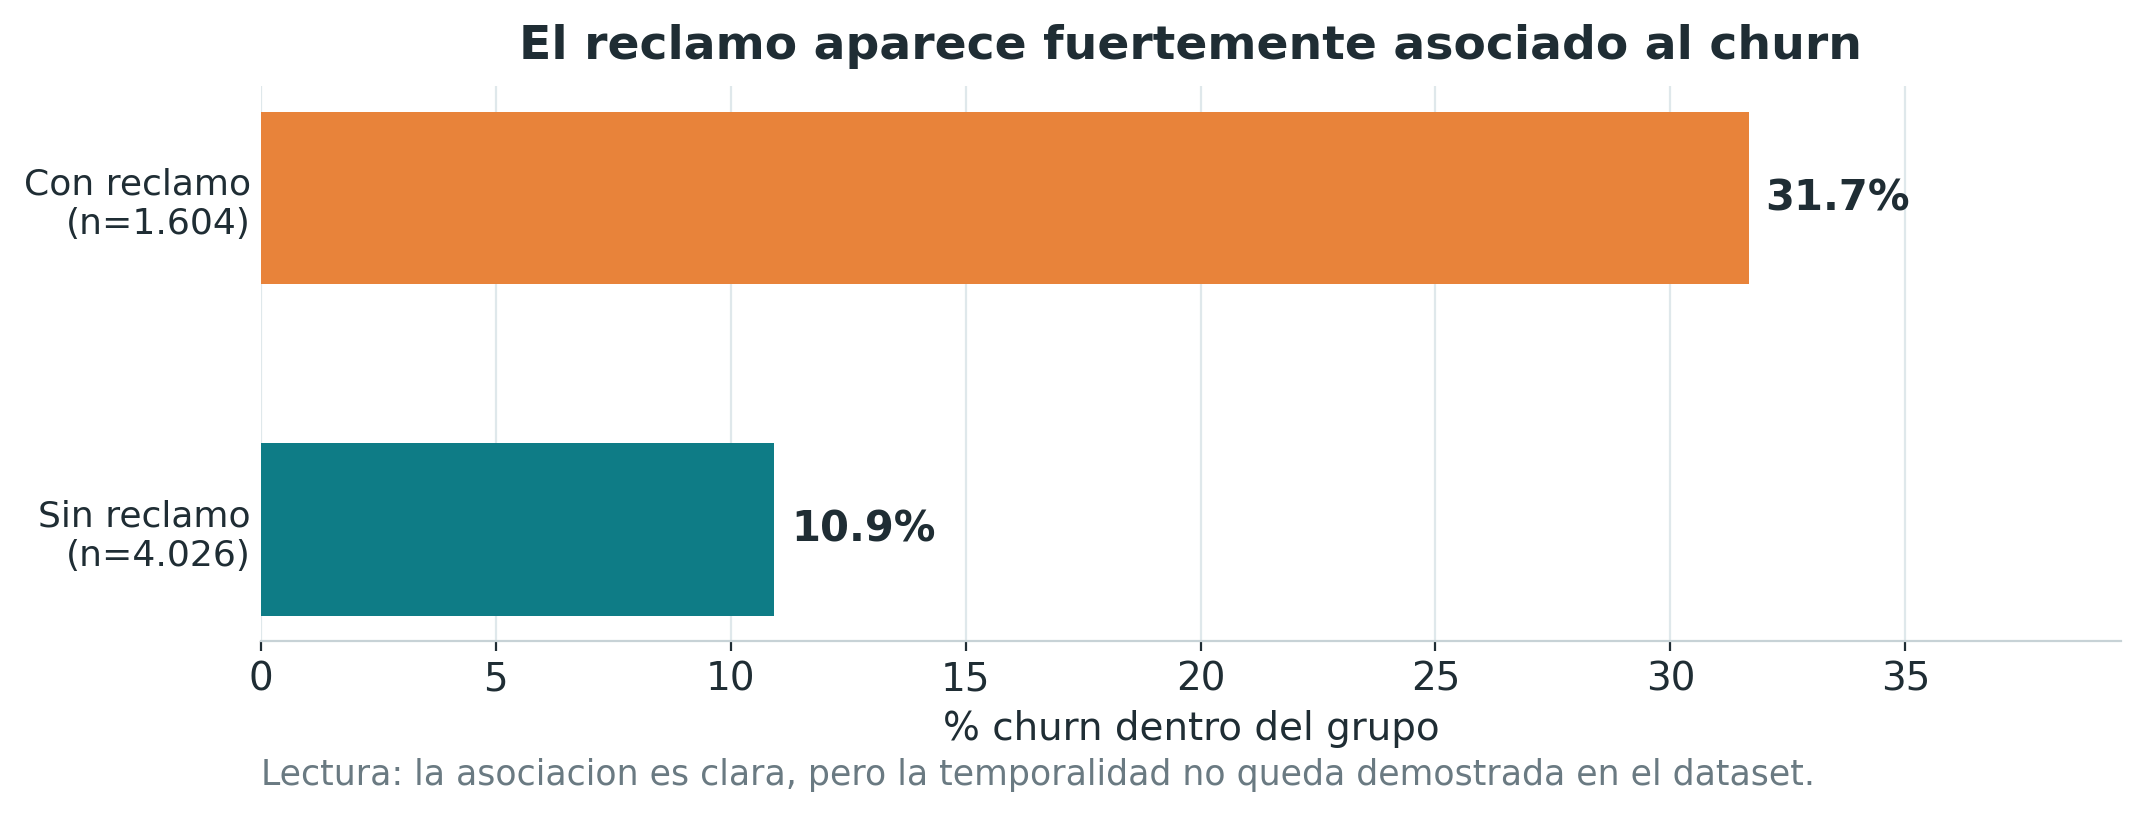 El reclamo aparece fuertemente asociado al churn
Con reclamo
(n=1.604)
31.7%
Sin reclamo
(n=4.026)
10.9%
0 5 10 15 20 25 30 35
% churn dentro del grupo
Lectura: la asociacion es clara, pero la temporalidad no queda demostrada en el dataset.